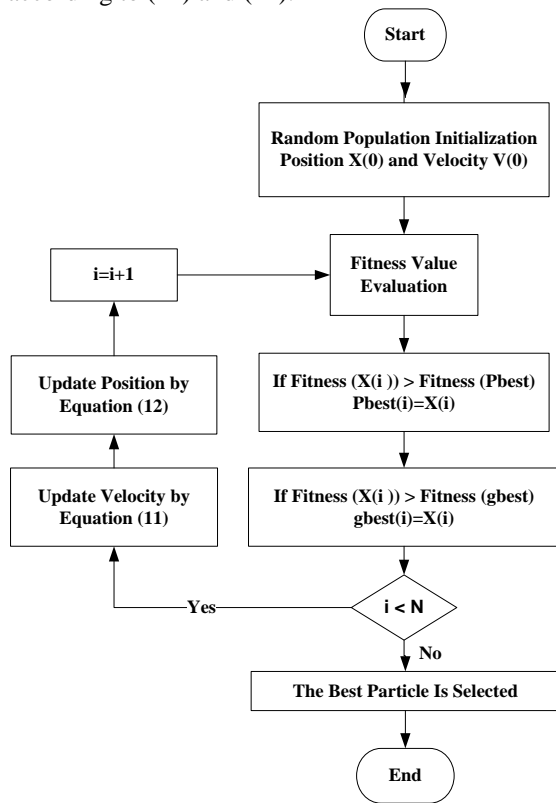 Start
Random Population Initialization
Position X(0) and Velocity V(0)
i=i+1
Fitness Value
Evaluation
Update Position by
Equation (12)
If Fitness (X(i )) > Fitness (Pbest)
Pbest(i)=X(i)
Update Velocity by
Equation (11)
If Fitness (X(i )) > Fitness (gbest)
gbest(i)=X(i)
Yes
i < N
No
The Best Particle Is Selected
End